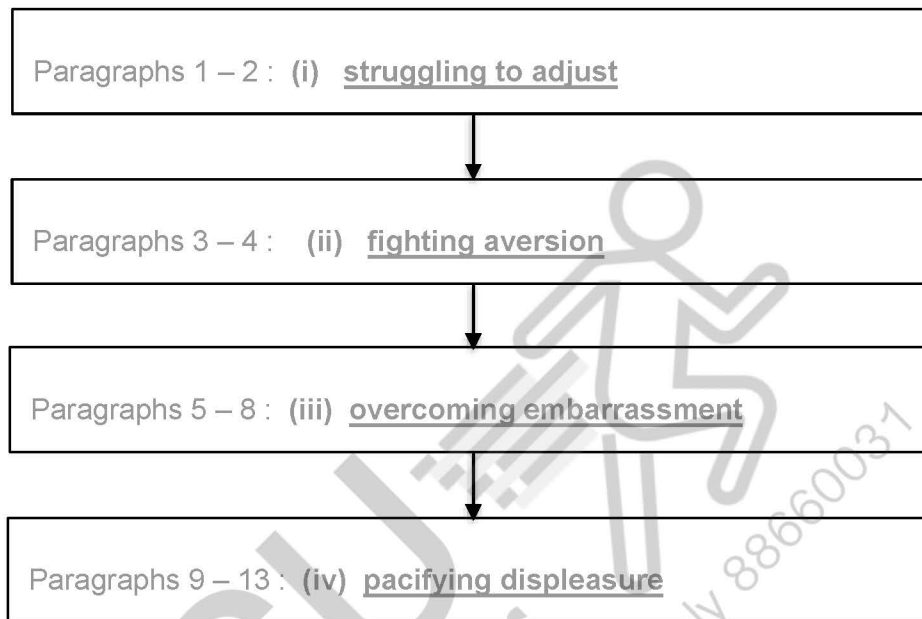 Paragraphs 1 – 2 : (i) struggling to adjust
Paragraphs 3 – 4 : (ii) fighting aversion
Paragraphs 5 – 8 : (iii) overcoming embarrassment
Paragraphs 9 – 13 : (iv) pacifying displeasure
88660031